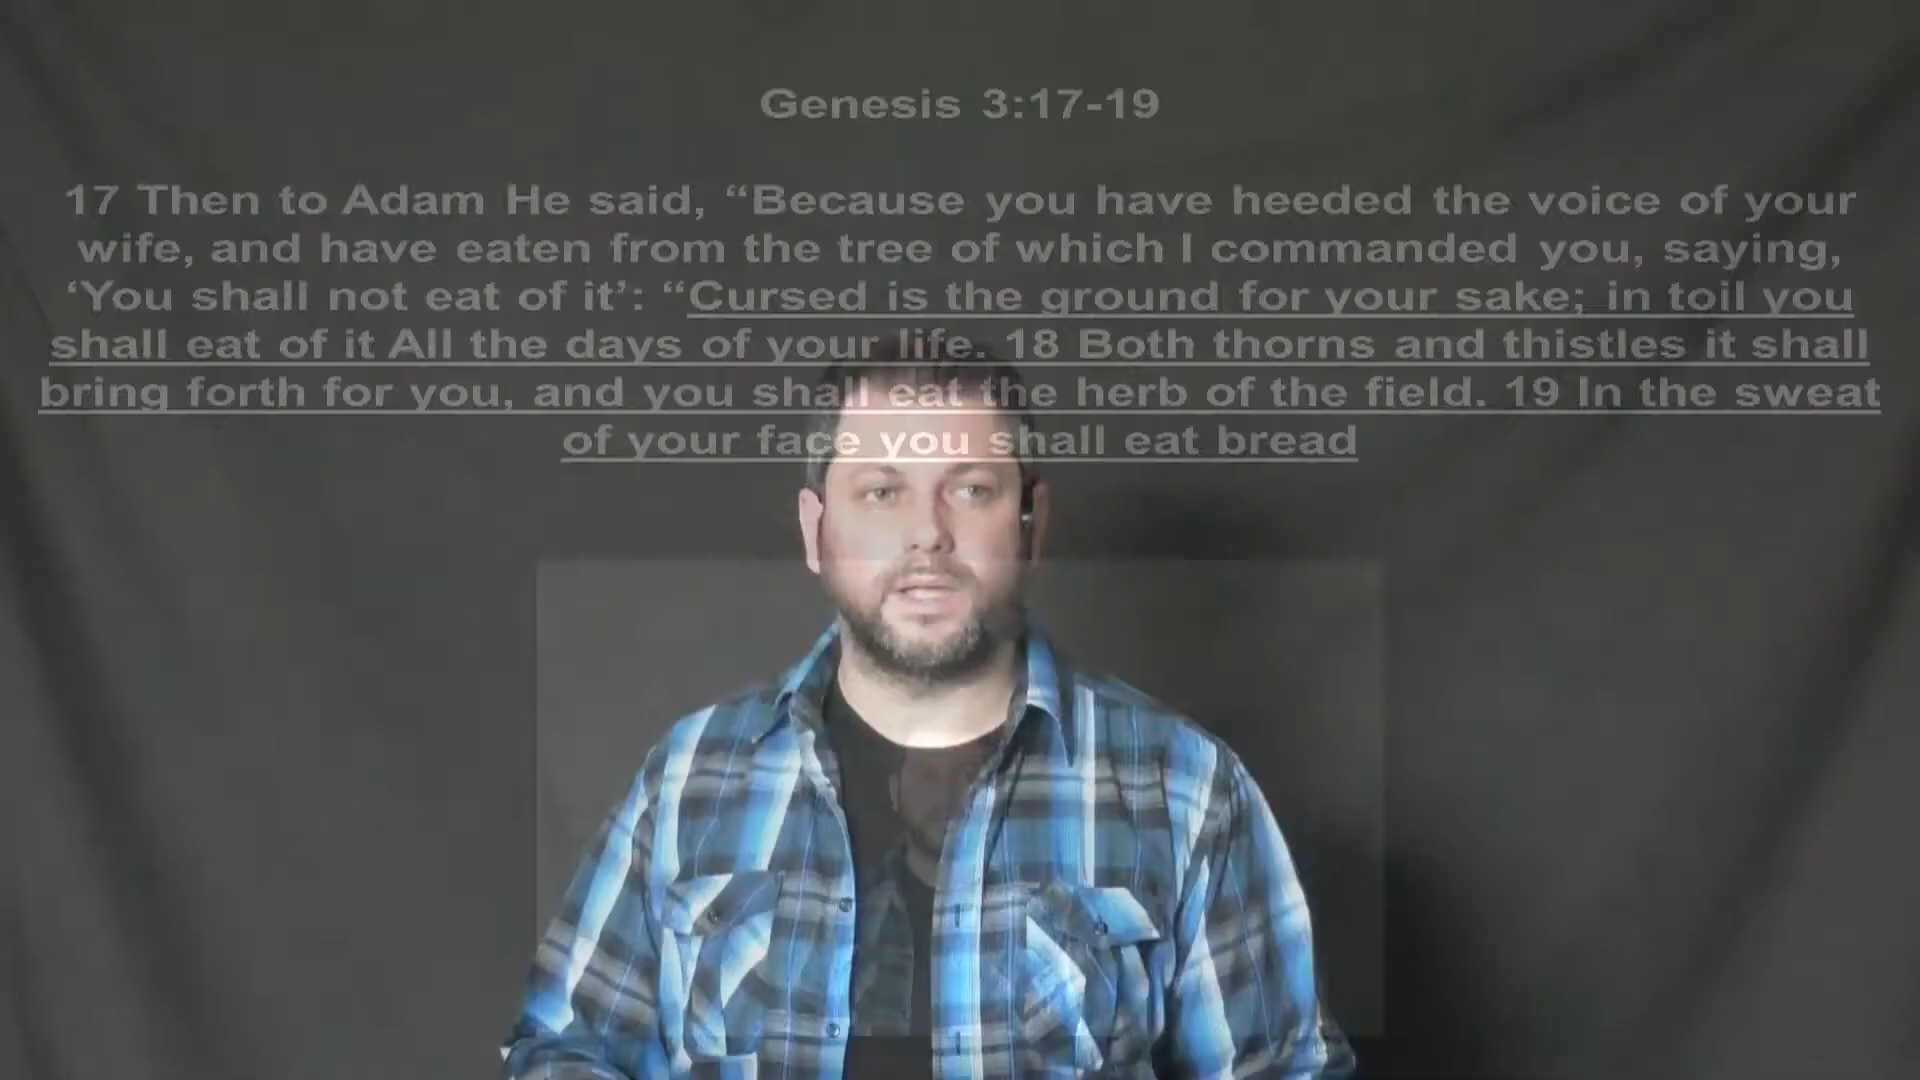 Genesis 3:17-19
17 Then to Adam He said, “Because you have heeded the voice of your
wife, and have eaten from the tree of which I commanded you, saying,
‘You shall not eat of it’: “Cursed is the ground for your sake; in toil you
shall eat of it All the days of your life. 18 Both thorns and thistles it shall
bring forth for you, and you shall eat the herb of the field. 19 In the sweat
of your face you shall eat bread